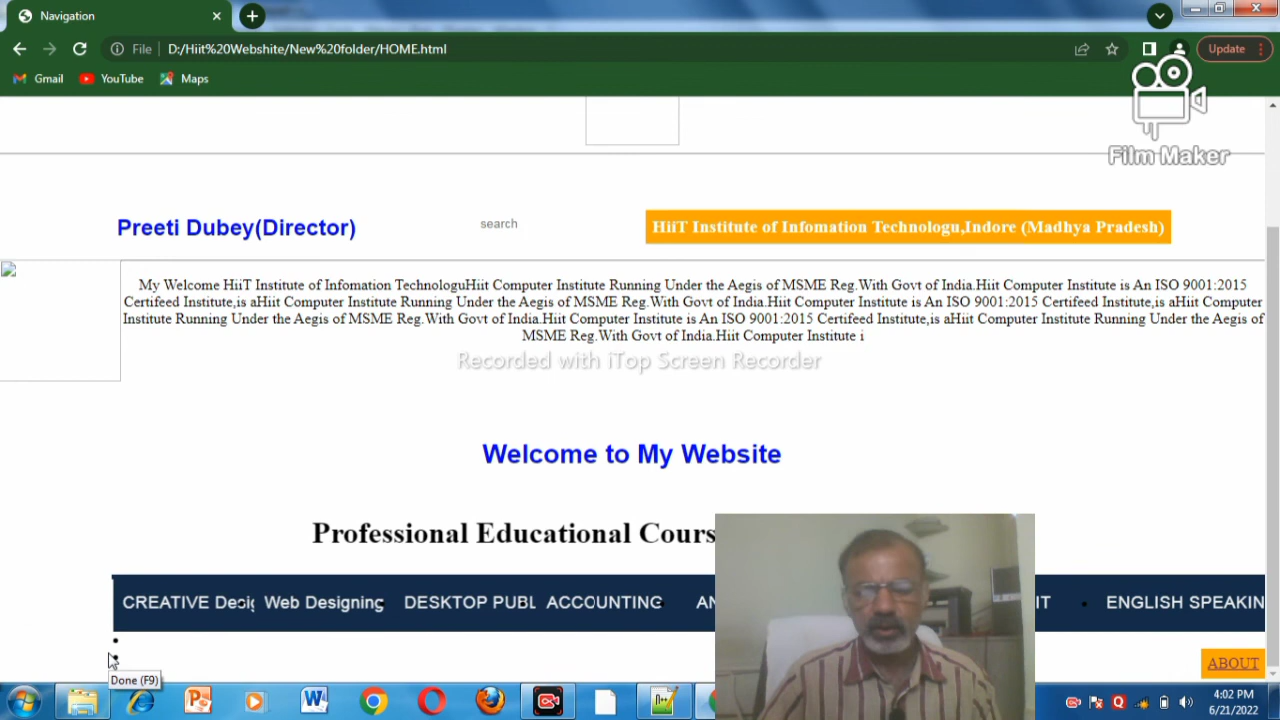 Navigation
File
D:/Hiit%20Webshite/New%20folder/HOME.html
Update
Gmail YouTube Maps
Film Maker
Preeti Dubey(Director)
search
HiiT Institute of Infomation Technologu,Indore (Madhya Pradesh)
My Welcome HiiT Institute of Infomation TechnologuHiit Computer Institute Running Under the Aegis of MSME Reg.With Govt of India.Hiit Computer Institute is An ISO 9001:2015
Certifeed Institute,is aHiit Computer Institute Running Under the Aegis of MSME Reg.With Govt of India.Hiit Computer Institute is An ISO 9001:2015 Certifeed Institute,is aHiit Computer
Institute Running Under the Aegis of MSME Reg.With Govt of India.Hiit Computer Institute is An ISO 9001:2015 Certifeed Institute,is aHiit Computer Institute Running Under the Aegis of
MSME Reg.With Govt of India.Hiit Computer Institute i
Recorded with iTop Screen Recorder
Welcome to My Website
Professional Educational Cours
CREATIVE Desig Web Designing DESKTOP PUBL ACCOUNTING AN IT ENGLISH SPEAKIN
ABOUT
Done (F9)
4:02 PM
6/21/2022